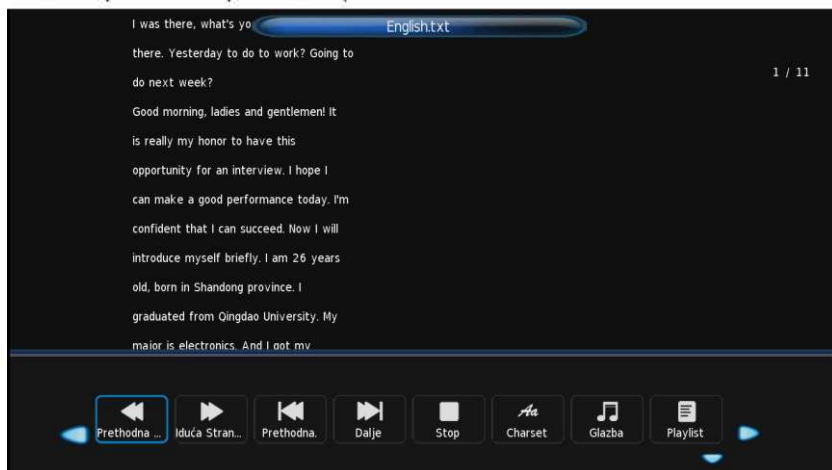 I was there, what's yo
English.txt
there. Yesterday to do to work? Going to
1 / 11
do next week?
Good morning, ladies and gentlemen! It
is really my honor to have this
opportunity for an interview. I hope I
can make a good performance today. I'm
confident that I can succeed. Now I will
introduce myself briefly. I am 26 years
old, born in Shandong province. I
graduated from Qingdao University. My
major is electronics. And I got my
Prethodna ...
Iduća Stran...
Prethodna.
Dalje
Stop
Aa
Charset
Glazba
Playlist